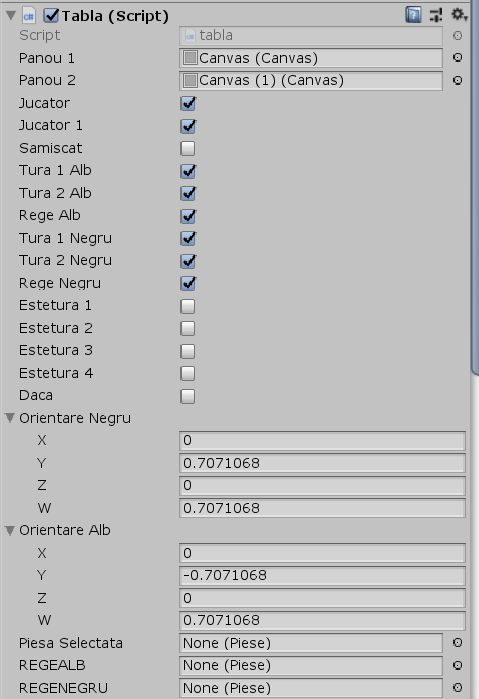 Tabla (Script)
Script tabla
Panou 1 Canvas (Canvas)
Panou 2 Canvas (1) (Canvas)
Jucator
Jucator 1
Samiscat
Tura 1 Alb
Tura 2 Alb
Rege Alb
Tura 1 Negru
Tura 2 Negru
Rege Negru
Estetura 1
Estetura 2
Estetura 3
Estetura 4
Daca
Orientare Negru
X 0
Y 0.7071068
Z 0
W 0.7071068
Orientare Alb
X 0
Y -0.7071068
Z 0
W 0.7071068
Piesa Selectata None (Piese)
REGEALB None (Piese)
REGENEGRU None (Piese)